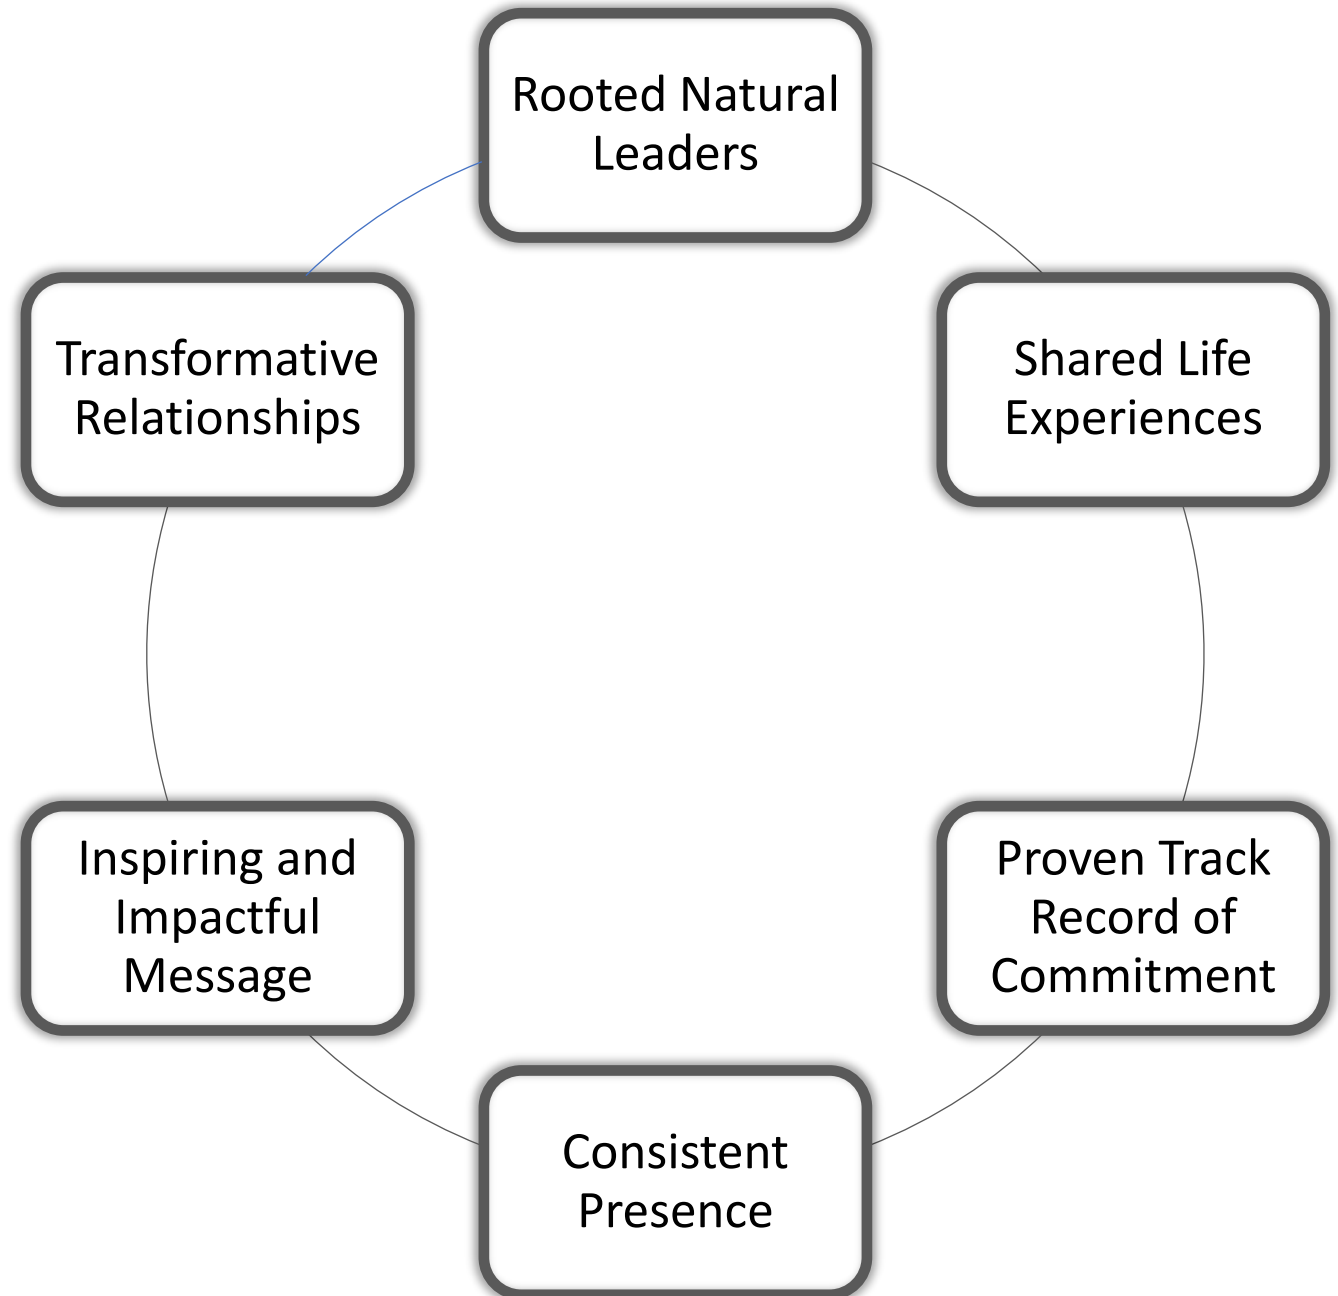 Rooted Natural
Leaders
Shared Life
Experiences
Proven Track
Record of
Commitment
Consistent
Presence
Inspiring and
Impactful
Message
Transformative
Relationships